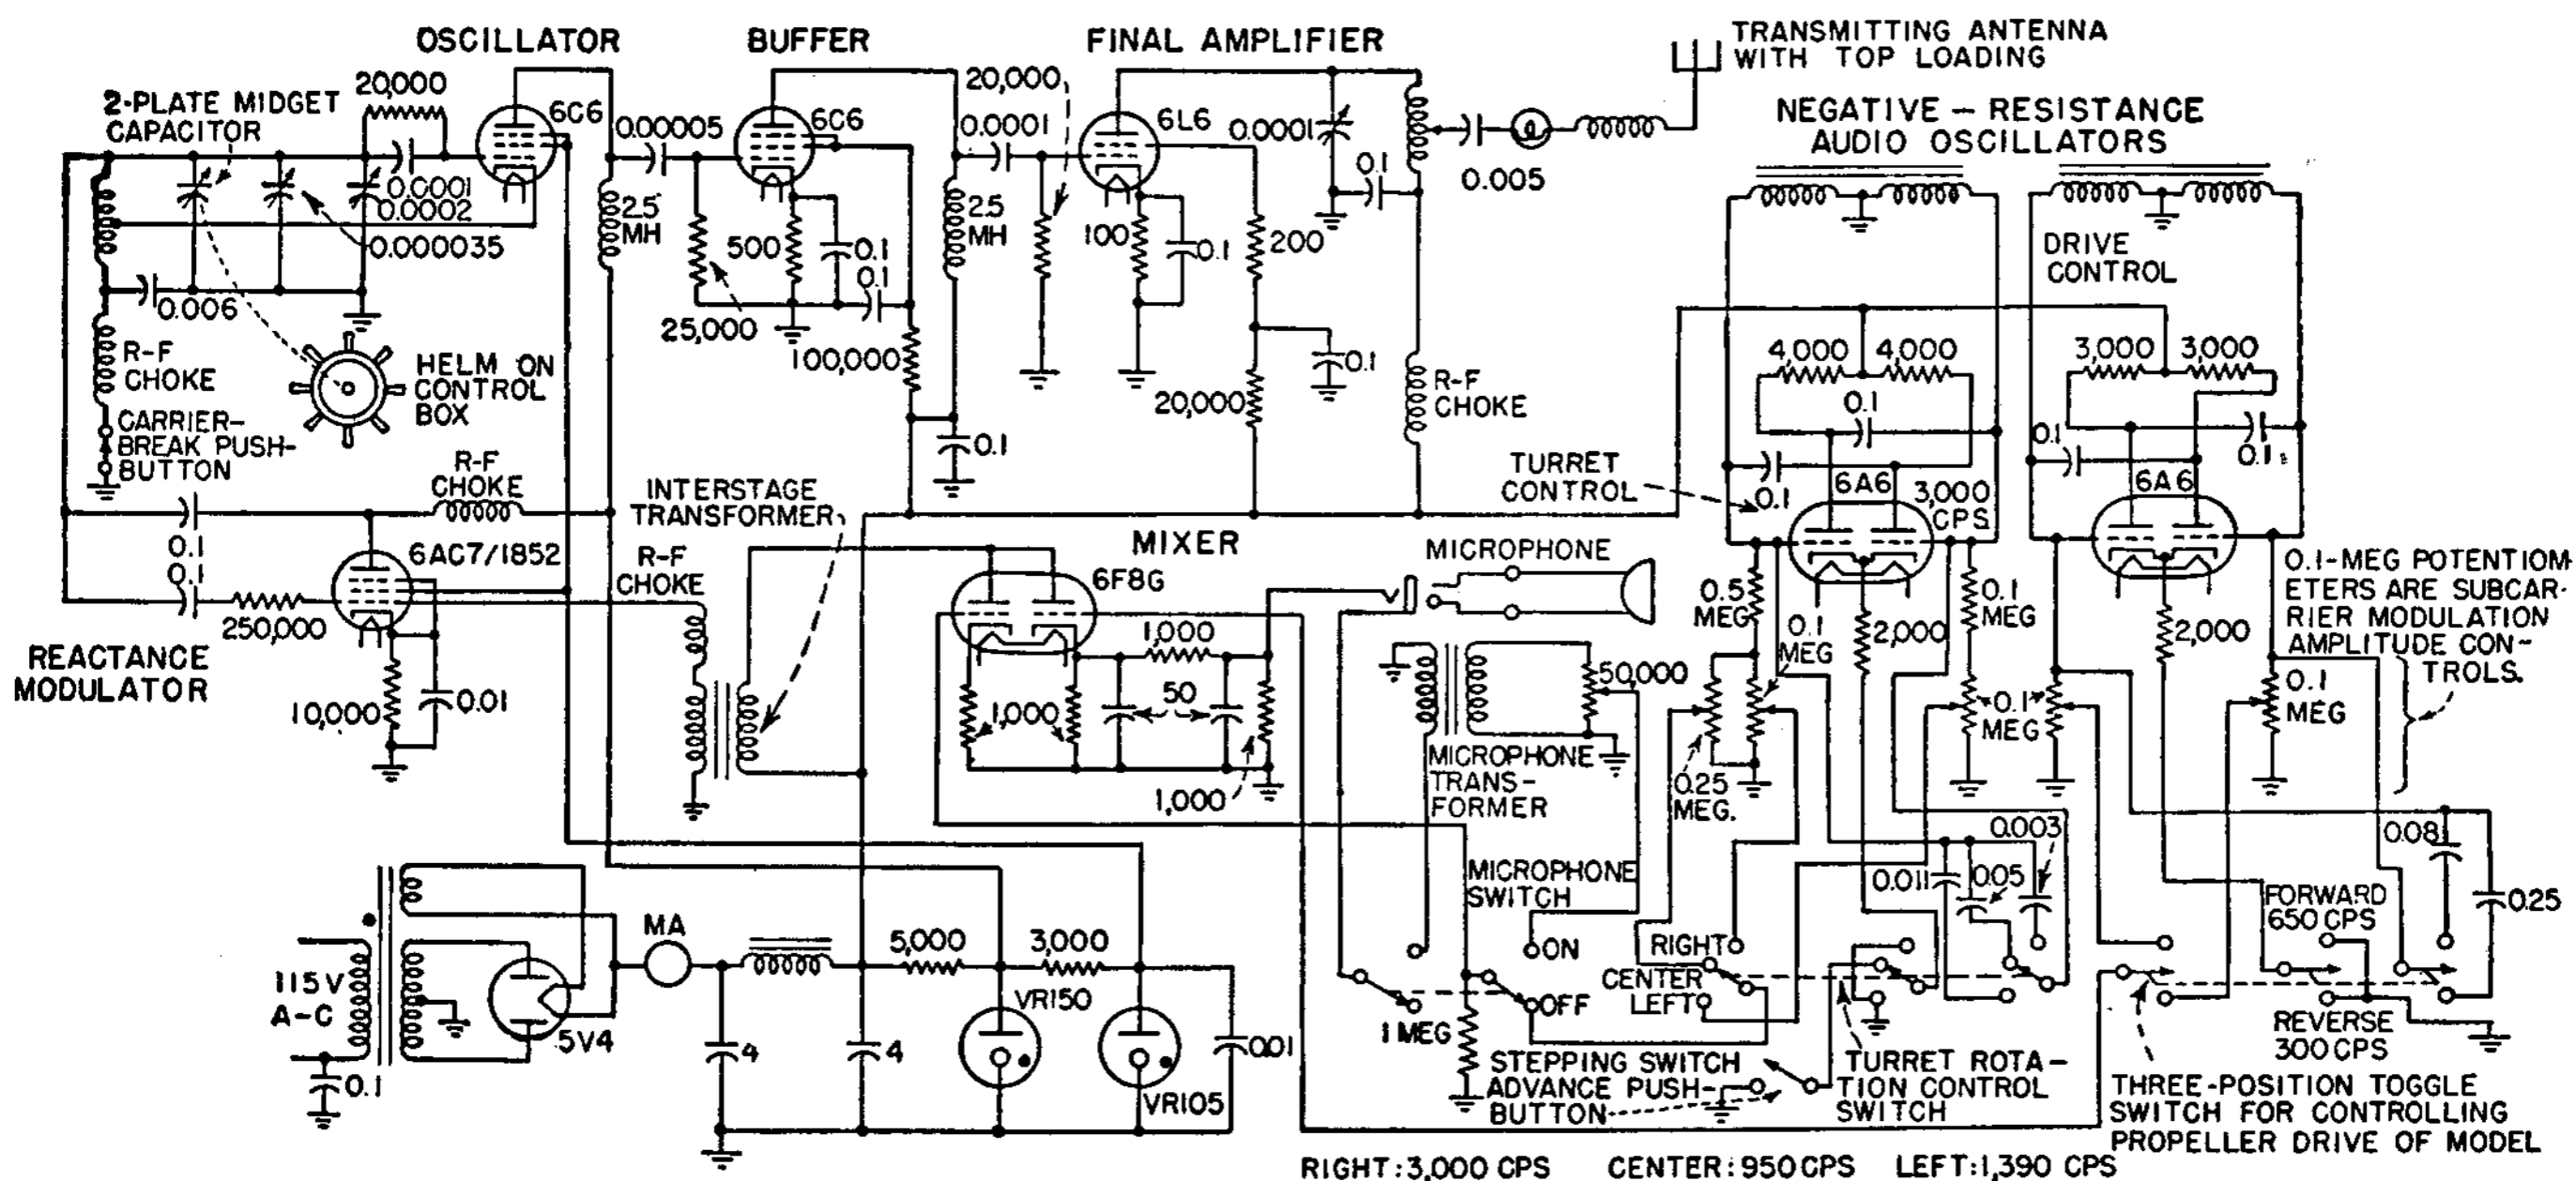 OSCILLATOR
BUFFER
FINAL AMPLIFIER
TRANSMITTING ANTENNA
WITH TOP LOADING
NEGATIVE - RESISTANCE
AUDIO OSCILLATORS
2-PLATE MIDGET
CAPACITOR
20,000
6C6
0.0001
0.0002
0.000035
0.006
R-F
CHOKE
HELM ON
CONTROL
BOX
CARRIER-
BREAK PUSH-
BUTTON
0.00005
2.5
MH
6C6
500
0.1
0.1
25,000
100,000
20,000
0.0001
2.5
MH
0.1
6L6
100
0.1
200
20,000
0.1
0.0001
0.1
0.005
R-F
CHOKE
DRIVE
CONTROL
4,000
4,000
0.1
0.1
3,000
3,000
0.1
0.1
TURRET
CONTROL
6A6
3,000
CPS
6A6
R-F
CHOKE
0.1
0.1
250,000
6AC7/1852
REACTANCE
MODULATOR
10,000
0.01
INTERSTAGE
TRANSFORMER
R-F
CHOKE
MIXER
6F8G
1,000
1,000
50
1,000
MICROPHONE
50,000
MICROPHONE
TRANS-
FORMER
0.5
MEG
0.1
MEG
0.25
MEG.
2,000
0.1
MEG
0.1
MEG
2,000
0.1
MEG
0.1-MEG POTENTIOM-
ETERS ARE SUBCAR-
RIER MODULATION
AMPLITUDE CON-
TROLS.
0.011
0.05
0.003
0.08
0.25
MICROPHONE
SWITCH
ON
OFF
1 MEG
RIGHT
CENTER
LEFT
FORWARD
650 CPS
REVERSE
300 CPS
115V
A-C
0.1
5V4
MA
4
4
5,000
3,000
VR150
VR105
0.01
STEPPING SWITCH
ADVANCE PUSH-
BUTTON
TURRET ROTA-
TION CONTROL
SWITCH
THREE-POSITION TOGGLE
SWITCH FOR CONTROLLING
PROPELLER DRIVE OF MODEL
RIGHT: 3,000 CPS CENTER: 950 CPS LEFT: 1,390 CPS